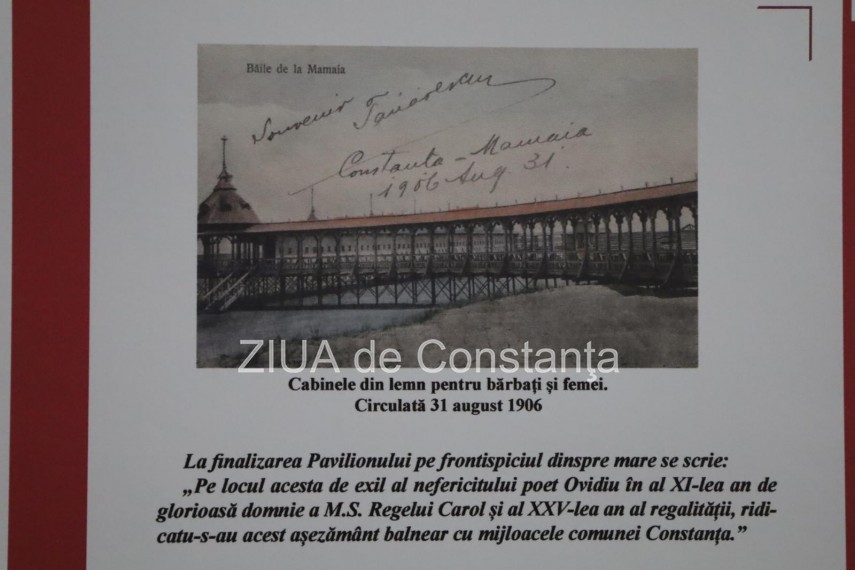 Băile de la Mamaia
Souvenir
Constanta - Mamaia
1906 Aug. 31.
ZIUA de Constanţa
Cabinele din lemn pentru bărbați și femei.
Circulată 31 august 1906
La finalizarea Pavilionului pe frontispiciul dinspre mare se scrie:
„Pe locul acesta de exil al nefericitului poet Ovidiu în al XI-lea an de
glorioasă domnie a M.S. Regelui Carol și al XXV-lea an al regalității, ridi-
catu-s-au acest așezământ balnear cu mijloacele comunei Constanța.”